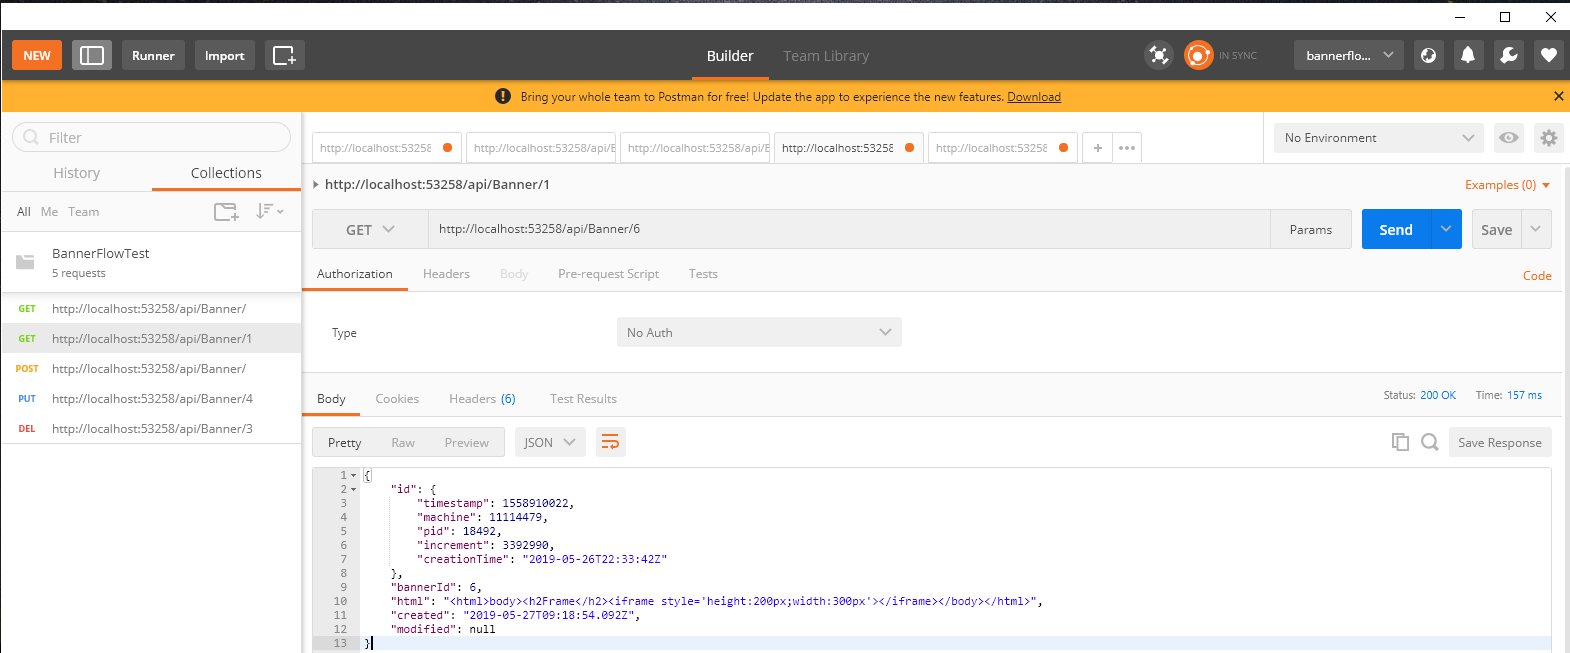 NEW Runner Import Builder Team Library IN SYNC bannerflo...
Bring your whole team to Postman for free! Update the app to experience the new features. Download
Filter
History Collections
All Me Team
BannerFlowTest
5 requests
GET http://localhost:53258/api/Banner/
GET http://localhost:53258/api/Banner/1
POST http://localhost:53258/api/Banner/
PUT http://localhost:53258/api/Banner/4
DEL http://localhost:53258/api/Banner/3
http://localhost:53258 http://localhost:53258/api/B http://localhost:53258/api/B http://localhost:53258 http://localhost:53258 + ••• No Environment
http://localhost:53258/api/Banner/1 Examples (0)
GET http://localhost:53258/api/Banner/6 Params Send Save
Authorization Headers Body Pre-request Script Tests Code
Type No Auth
Body Cookies Headers (6) Test Results Status: 200 OK Time: 157 ms
Pretty Raw Preview JSON Save Response
1 {
2 "id": {
3 "timestamp": 1558910022,
4 "machine": 11114479,
5 "pid": 18492,
6 "increment": 3392990,
7 "creationTime": "2019-05-26T22:33:42Z"
8 },
9 "bannerId": 6,
10 "html": "<html>body><h2Frame</h2><iframe style='height:200px;width:300px'></iframe></body></html>",
11 "created": "2019-05-27T09:18:54.092Z",
12 "modified": null
13 }